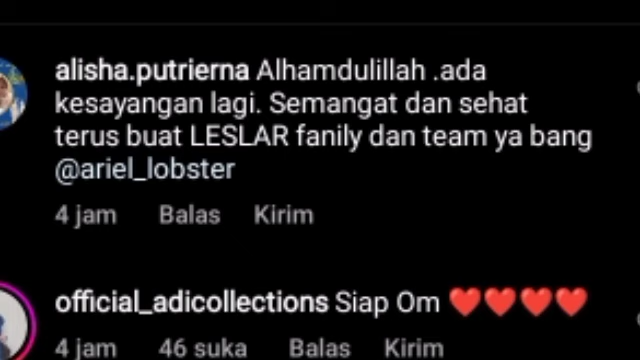 alisha.putrierna Alhamdulillah .ada
kesayangan lagi. Semangat dan sehat
terus buat LESLAR fanily dan team ya bang
@ariel_lobster
4 jam Balas Kirim
official_adicollections Siap Om ❤️❤️❤️❤️
4 jam 46 suka Balas Kirim